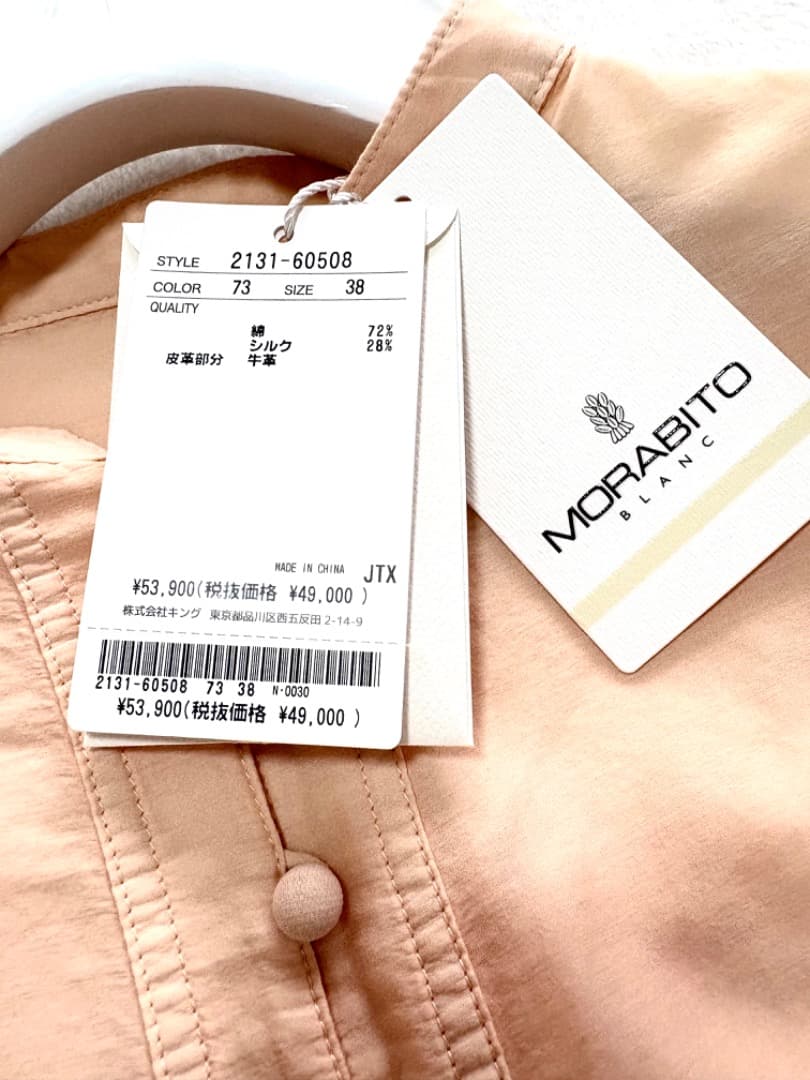 STYLE 2131-60508
COLOR 73 SIZE 38
QUALITY
綿 72%
シルク 28%
皮革部分 牛革
MADE IN CHINA JTX
¥53,900(税抜価格 ¥49,000 )
株式会社キング 東京都品川区西五反田 2-14-9
2131-60508 73 38 N-0030
¥53,900(税抜価格 ¥49,000 )
MORABITO
BLANC